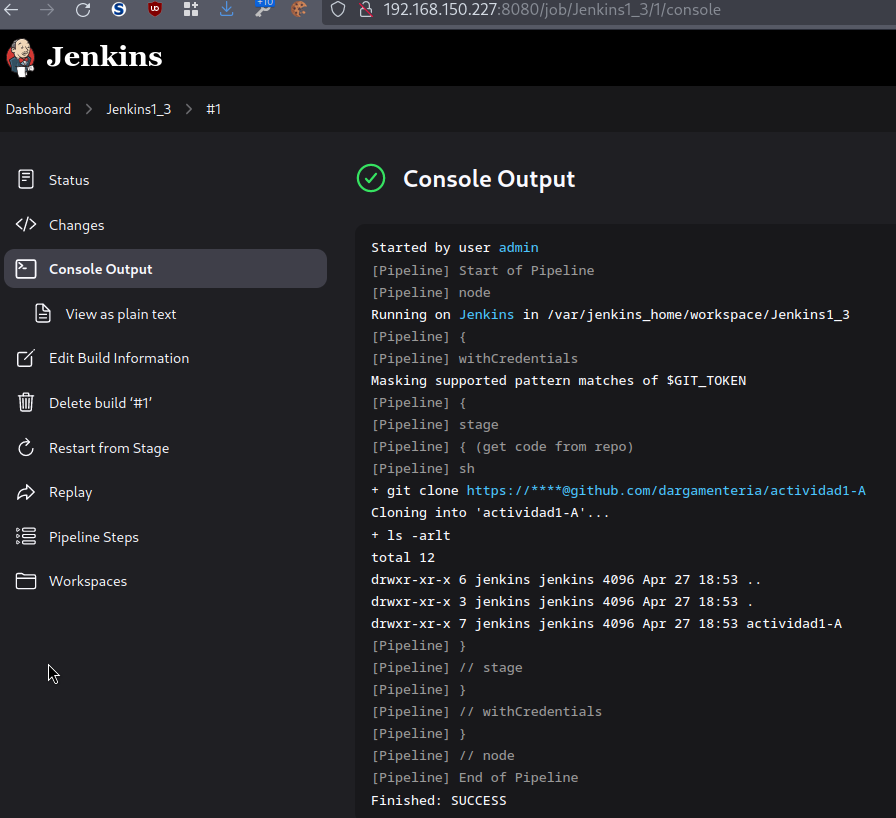 +10
192.168.150.227:8080/job/Jenkins1_3/1/console
Jenkins
Dashboard > Jenkins1_3 > #1
Status
Changes
Console Output
View as plain text
Edit Build Information
Delete build ‘#1’
Restart from Stage
Replay
Pipeline Steps
Workspaces
Console Output
Started by user admin
[Pipeline] Start of Pipeline
[Pipeline] node
Running on Jenkins in /var/jenkins_home/workspace/Jenkins1_3
[Pipeline] {
[Pipeline] withCredentials
Masking supported pattern matches of $GIT_TOKEN
[Pipeline] {
[Pipeline] stage
[Pipeline] { (get code from repo)
[Pipeline] sh
+ git clone https://****@github.com/dargamenteria/actividad1-A
Cloning into 'actividad1-A'...
+ ls -arlt
total 12
drwxr-xr-x 6 jenkins jenkins 4096 Apr 27 18:53 ..
drwxr-xr-x 3 jenkins jenkins 4096 Apr 27 18:53 .
drwxr-xr-x 7 jenkins jenkins 4096 Apr 27 18:53 actividad1-A
[Pipeline] }
[Pipeline] // stage
[Pipeline] }
[Pipeline] // withCredentials
[Pipeline] }
[Pipeline] // node
[Pipeline] End of Pipeline
Finished: SUCCESS